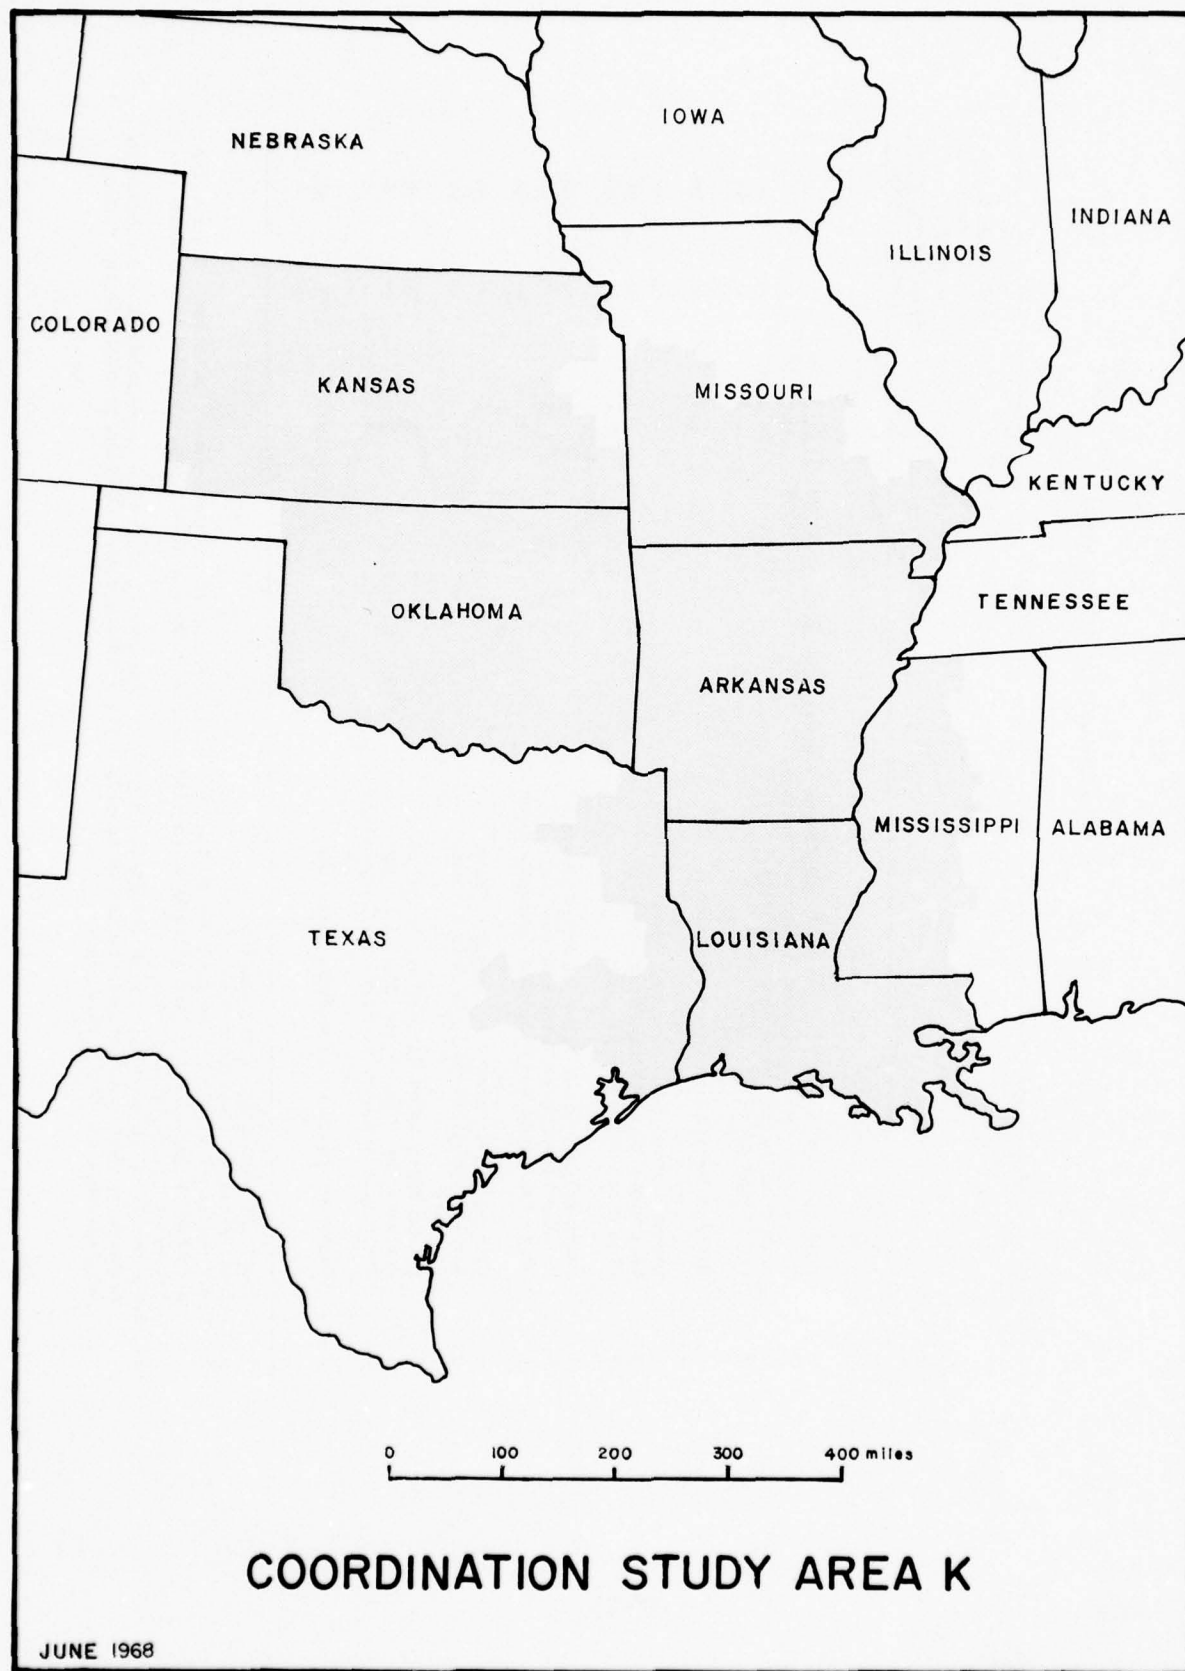 IOWA
NEBRASKA
INDIANA
ILLINOIS
COLORADO
KANSAS
MISSOURI
KENTUCKY
TENNESSEE
OKLAHOMA
ARKANSAS
MISSISSIPPI
ALABAMA
TEXAS
LOUISIANA
0 100 200 300 400 miles
COORDINATION STUDY AREA K
JUNE 1968